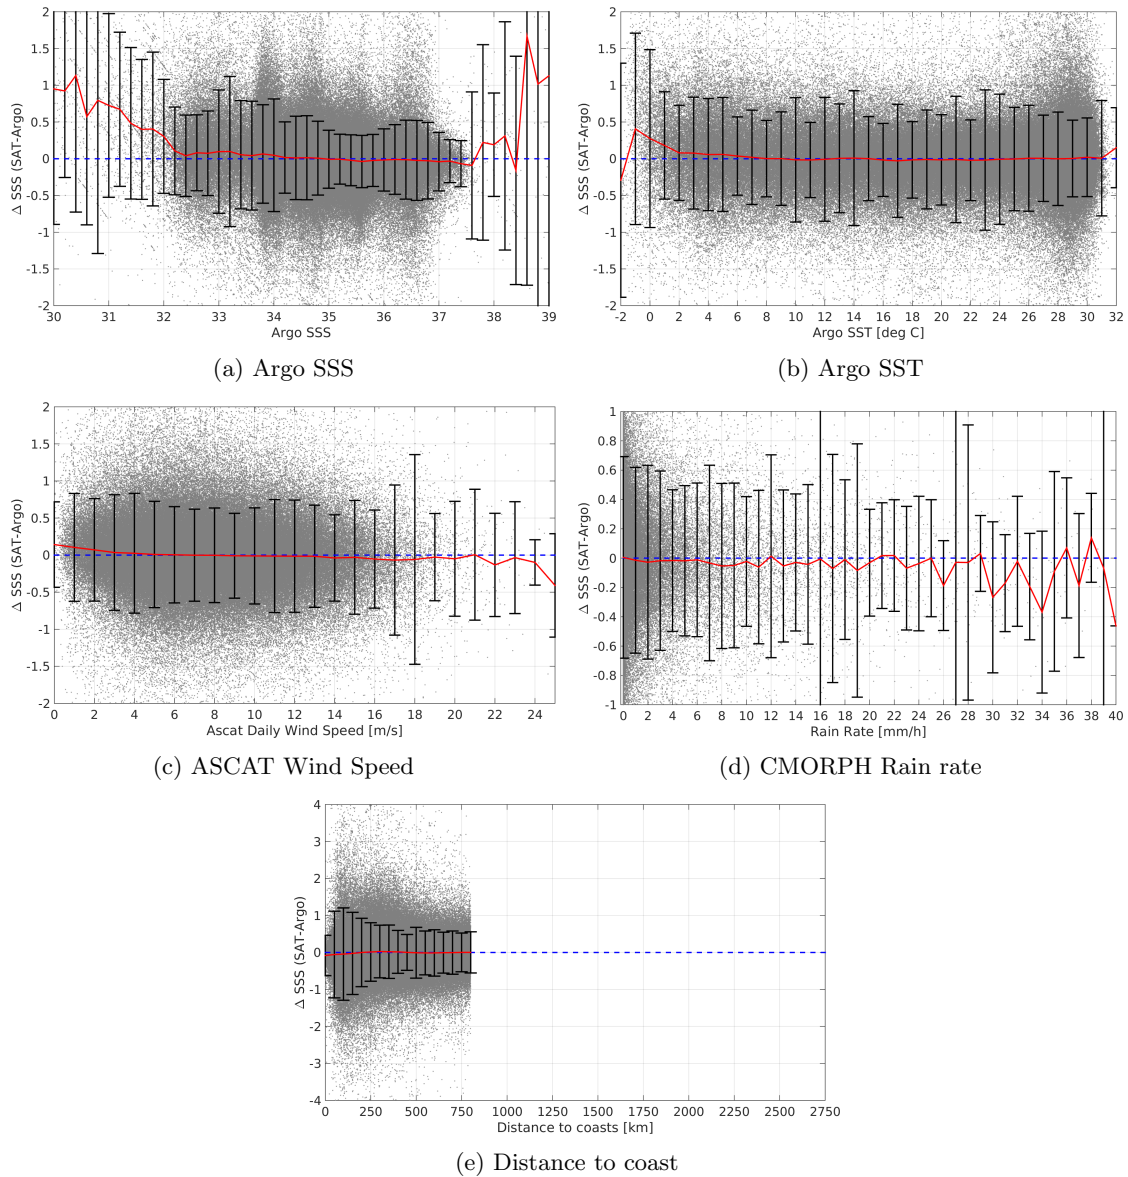 2
1.5
1
0.5
0
-0.5
-1
-1.5
-2
Δ SSS (SAT-Argo)
30 31 32 33 34 35 36 37 38 39
Argo SSS
(a) Argo SSS
2
1.5
1
0.5
0
-0.5
-1
-1.5
-2
Δ SSS (SAT-Argo)
-2 0 2 4 6 8 10 12 14 16 18 20 22 24 26 28 30 32
Argo SST [deg C]
(b) Argo SST
2
1.5
1
0.5
0
-0.5
-1
-1.5
-2
Δ SSS (SAT-Argo)
0 2 4 6 8 10 12 14 16 18 20 22 24
Ascat Daily Wind Speed [m/s]
(c) ASCAT Wind Speed
1
0.8
0.6
0.4
0.2
0
-0.2
-0.4
-0.6
-0.8
-1
Δ SSS (SAT-Argo)
0 2 4 6 8 10 12 14 16 18 20 22 24 26 28 30 32 34 36 38 40
Rain Rate [mm/h]
(d) CMORPH Rain rate
4
3
2
1
0
-1
-2
-3
-4
Δ SSS (SAT-Argo)
0 250 500 750 1000 1250 1500 1750 2000 2250 2500 2750
Distance to coasts [km]
(e) Distance to coast